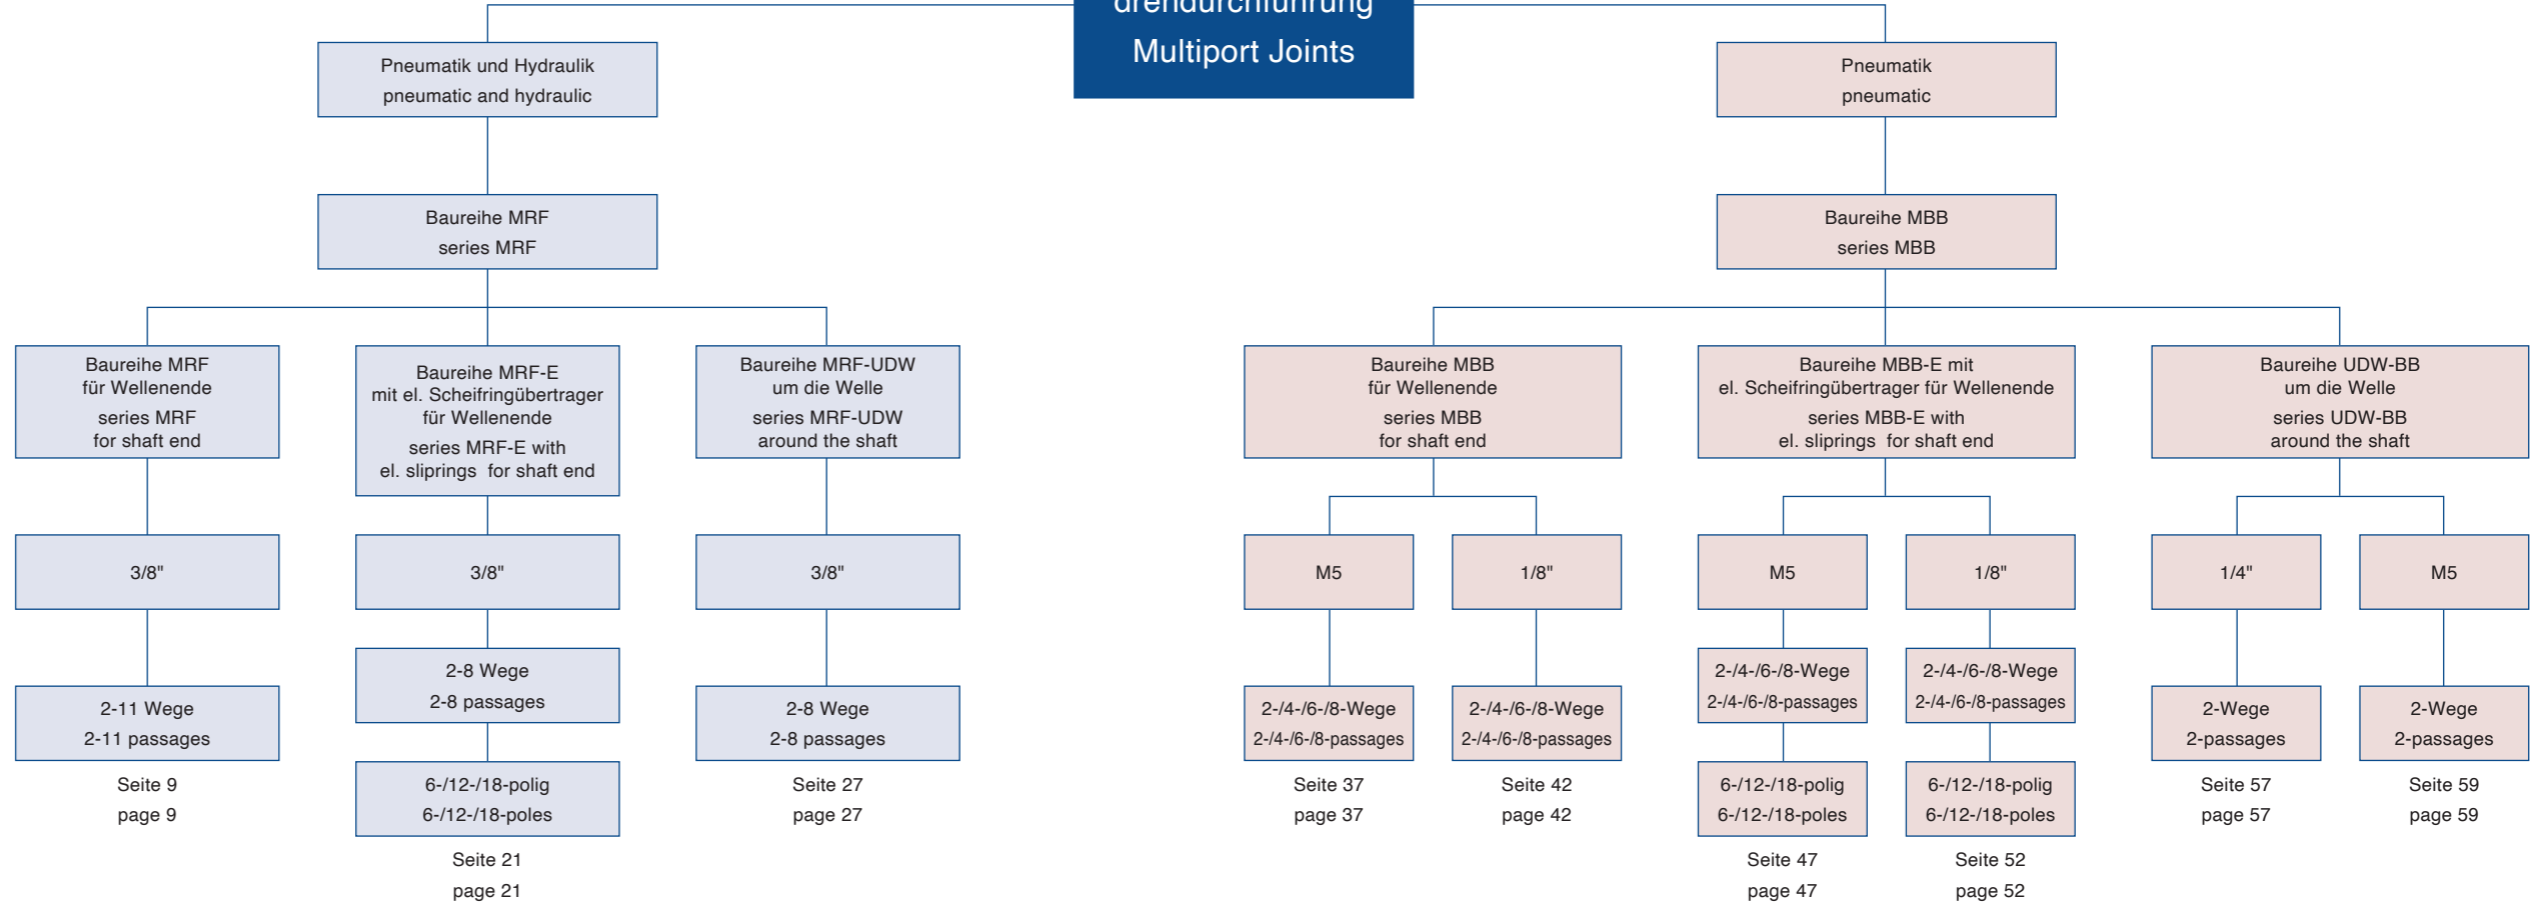 Multiport Joints
Pneumatik und Hydraulik
pneumatic and hydraulic
Baureihe MRF
series MRF
Baureihe MRF
für Wellenende
series MRF
for shaft end
3/8"
2-11 Wege
2-11 passages
Seite 9
page 9
Baureihe MRF-E
mit el. Scheifringübertrager
für Wellenende
series MRF-E with
el. sliprings for shaft end
3/8"
2-8 Wege
2-8 passages
6-/12-/18-polig
6-/12-/18-poles
Seite 21
page 21
Baureihe MRF-UDW
um die Welle
series MRF-UDW
around the shaft
3/8"
2-8 Wege
2-8 passages
Seite 27
page 27
Pneumatik
pneumatic
Baureihe MBB
series MBB
Baureihe MBB
für Wellenende
series MBB
for shaft end
M5
2-/4-/6-/8-Wege
2-/4-/6-/8-passages
Seite 37
page 37
1/8"
2-/4-/6-/8-Wege
2-/4-/6-/8-passages
Seite 42
page 42
Baureihe MBB-E mit
el. Scheifringübertrager für Wellenende
series MBB-E with
el. sliprings for shaft end
M5
2-/4-/6-/8-Wege
2-/4-/6-/8-passages
6-/12-/18-polig
6-/12-/18-poles
Seite 47
page 47
1/8"
2-/4-/6-/8-Wege
2-/4-/6-/8-passages
6-/12-/18-polig
6-/12-/18-poles
Seite 52
page 52
Baureihe UDW-BB
um die Welle
series UDW-BB
around the shaft
1/4"
2-Wege
2-passages
Seite 57
page 57
M5
2-Wege
2-passages
Seite 59
page 59